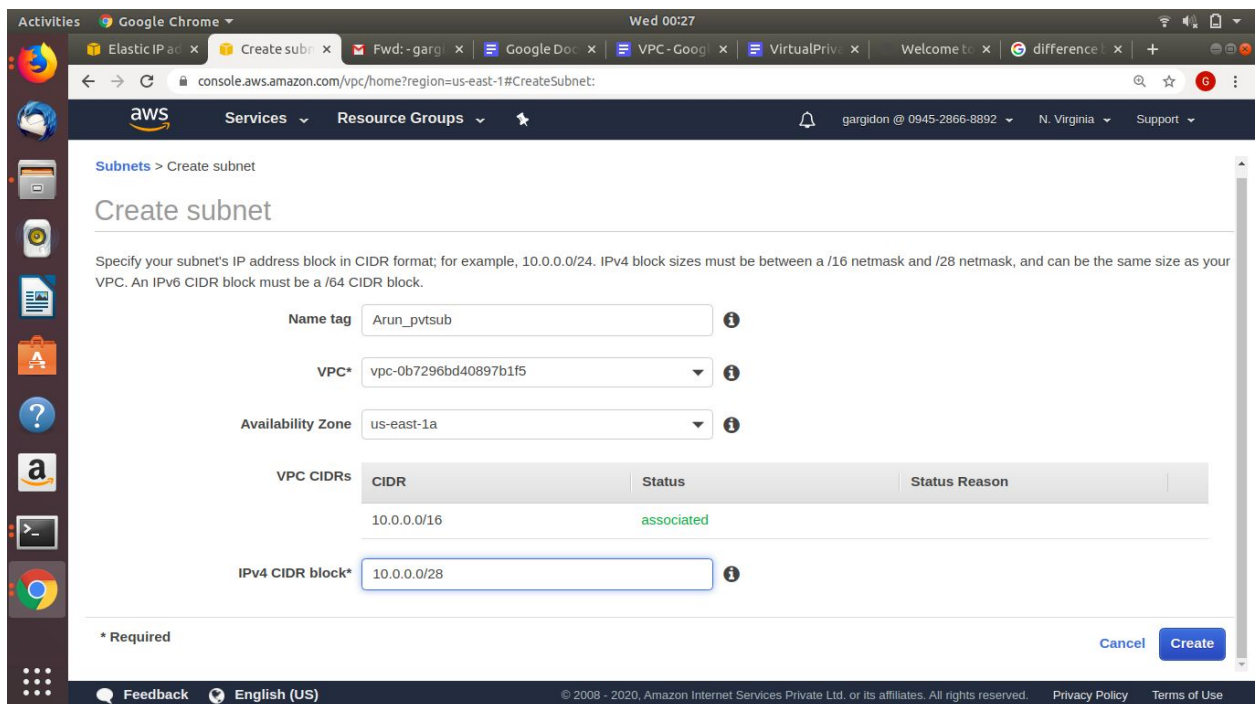 Activities Google Chrome Wed 00:27
Elastic IP ad Create subn Fwd: - gargi Google Doc VPC - Googl VirtualPriva Welcome to difference b
console.aws.amazon.com/vpc/home?region=us-east-1#CreateSubnet: G
aws Services Resource Groups gargidon @ 0945-2866-8892 N. Virginia Support
Subnets > Create subnet
Create subnet
Specify your subnet's IP address block in CIDR format; for example, 10.0.0.0/24. IPv4 block sizes must be between a /16 netmask and /28 netmask, and can be the same size as your
VPC. An IPv6 CIDR block must be a /64 CIDR block.
Name tag Arun_pvtsub
VPC* vpc-0b7296bd40897b1f5
Availability Zone us-east-1a
VPC CIDRs CIDR Status Status Reason
10.0.0.0/16 associated
IPv4 CIDR block* 10.0.0.0/28
* Required Cancel Create
Feedback English (US) © 2008 - 2020, Amazon Internet Services Private Ltd. or its affiliates. All rights reserved. Privacy Policy Terms of Use